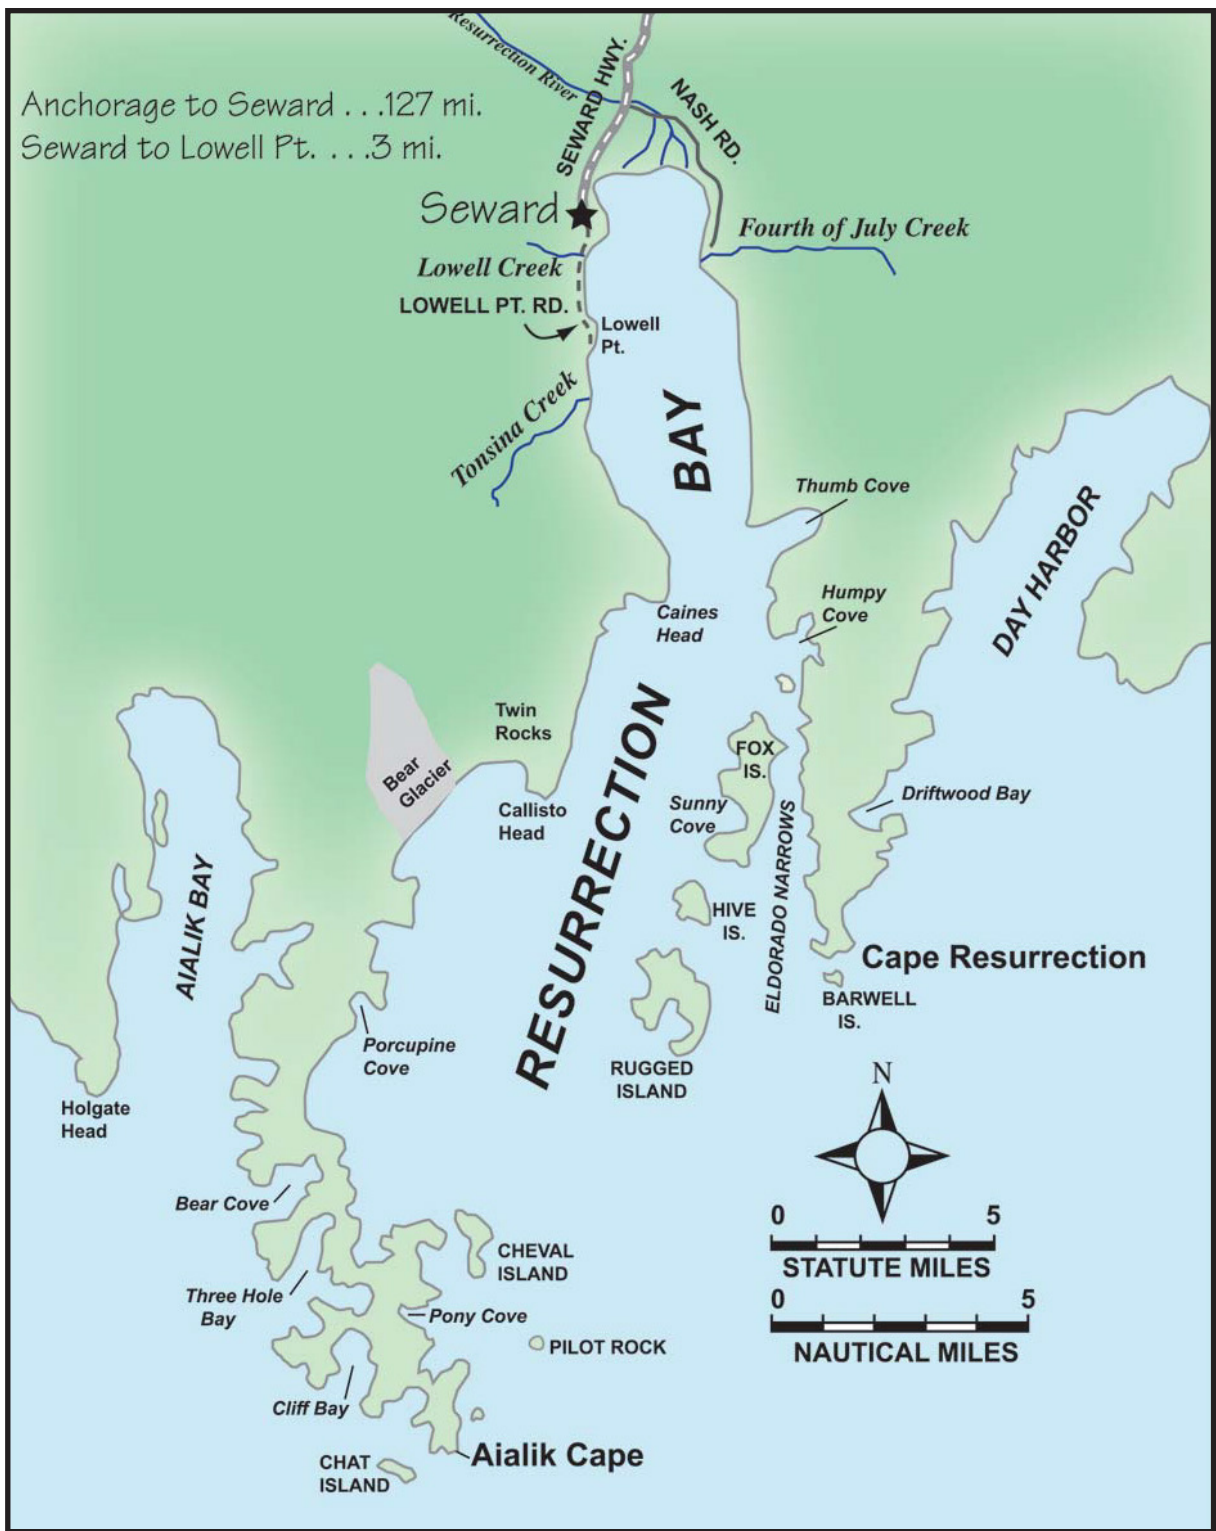 Resurrection River
SEWARD HWY.
NASH RD.
Anchorage to Seward . . .127 mi.
Seward to Lowell Pt. . . .3 mi.
Seward
Fourth of July Creek
Lowell Creek
LOWELL PT. RD.
Lowell
Pt.
Tonsina Creek
BAY
Thumb Cove
DAY HARBOR
Humpy
Cove
Caines
Head
Twin
Rocks
Bear
Glacier
RESURRECTION
FOX
IS.
Callisto
Head
Sunny
Cove
Driftwood Bay
AIALIK BAY
ELDORADO NARROWS
HIVE
IS.
Cape Resurrection
BARWELL
IS.
Porcupine
Cove
RUGGED
ISLAND
Holgate
Head
N
Bear Cove
0 5
STATUTE MILES
CHEVAL
ISLAND
Three Hole
Bay
Pony Cove
0 5
NAUTICAL MILES
PILOT ROCK
Cliff Bay
Aialik Cape
CHAT
ISLAND